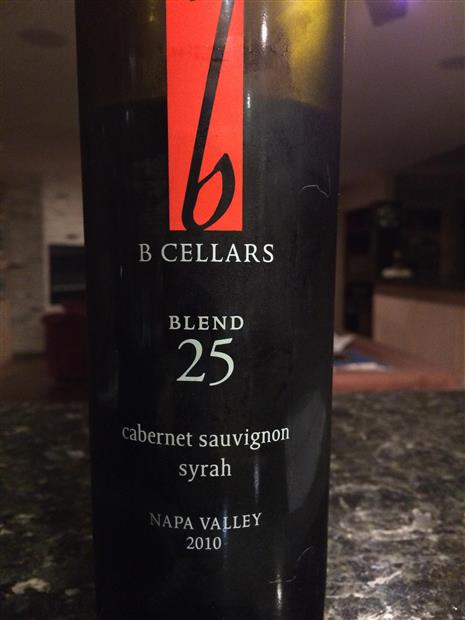 b
B CELLARS
BLEND
25
cabernet sauvignon
syrah
NAPA VALLEY
2010